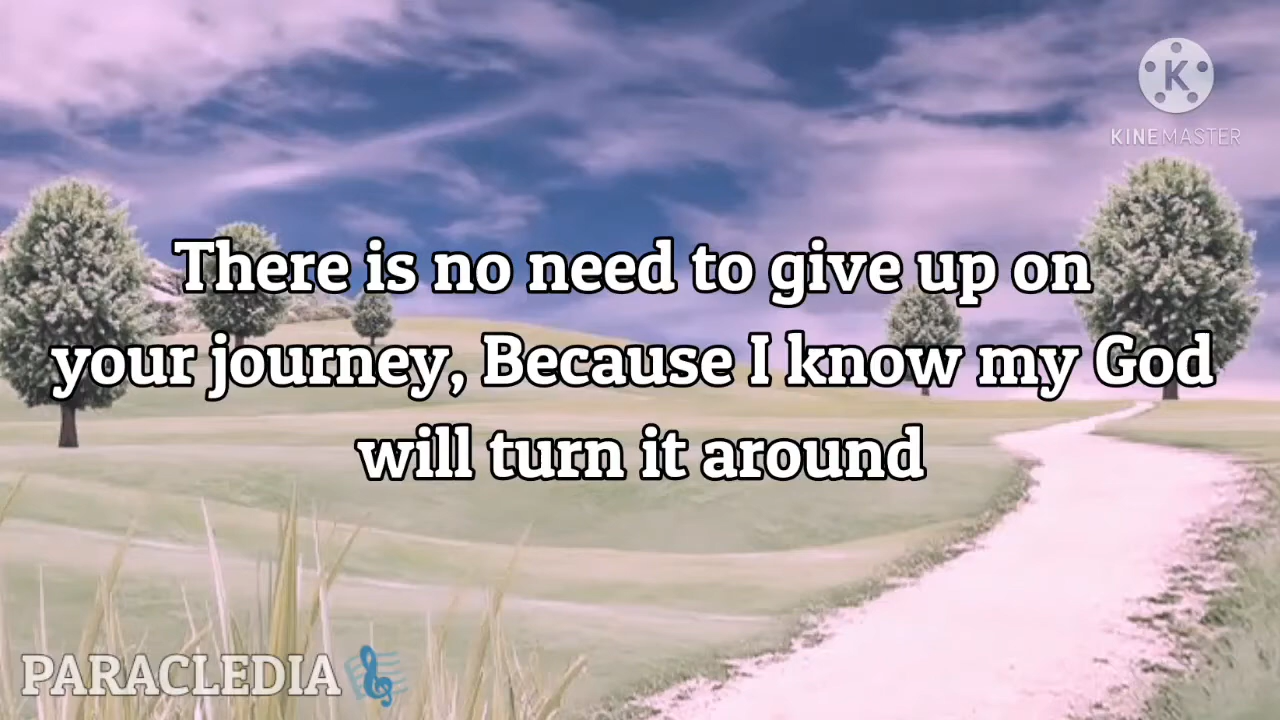 KINEMASTER
There is no need to give up on
your journey, Because I know my God
will turn it around
PARACLEDIA